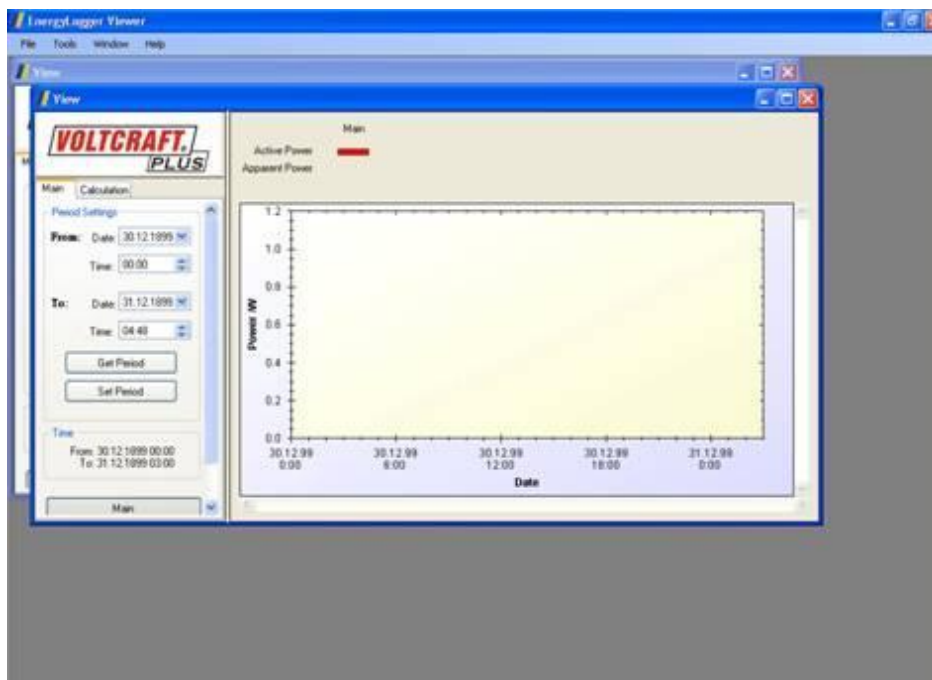 EnergyLogger Viewer
File Tools Window Help
View
View
VOLTCRAFT.
PLUS
Main Calculation
Period Settings
From: Date: 30.12.1899
Time: 00:00
To: Date: 31.12.1899
Time: 04:48
Get Period
Set Period
Time
From: 30.12.1899 00:00
To: 31.12.1899 03:00
Main
Main
Active Power
Apparent Power
1.2
1.0
0.8
0.6
0.4
0.2
0.0
Power /W
30.12.99 30.12.99 30.12.99 30.12.99 31.12.99
0:00 6:00 12:00 18:00 0:00
Date